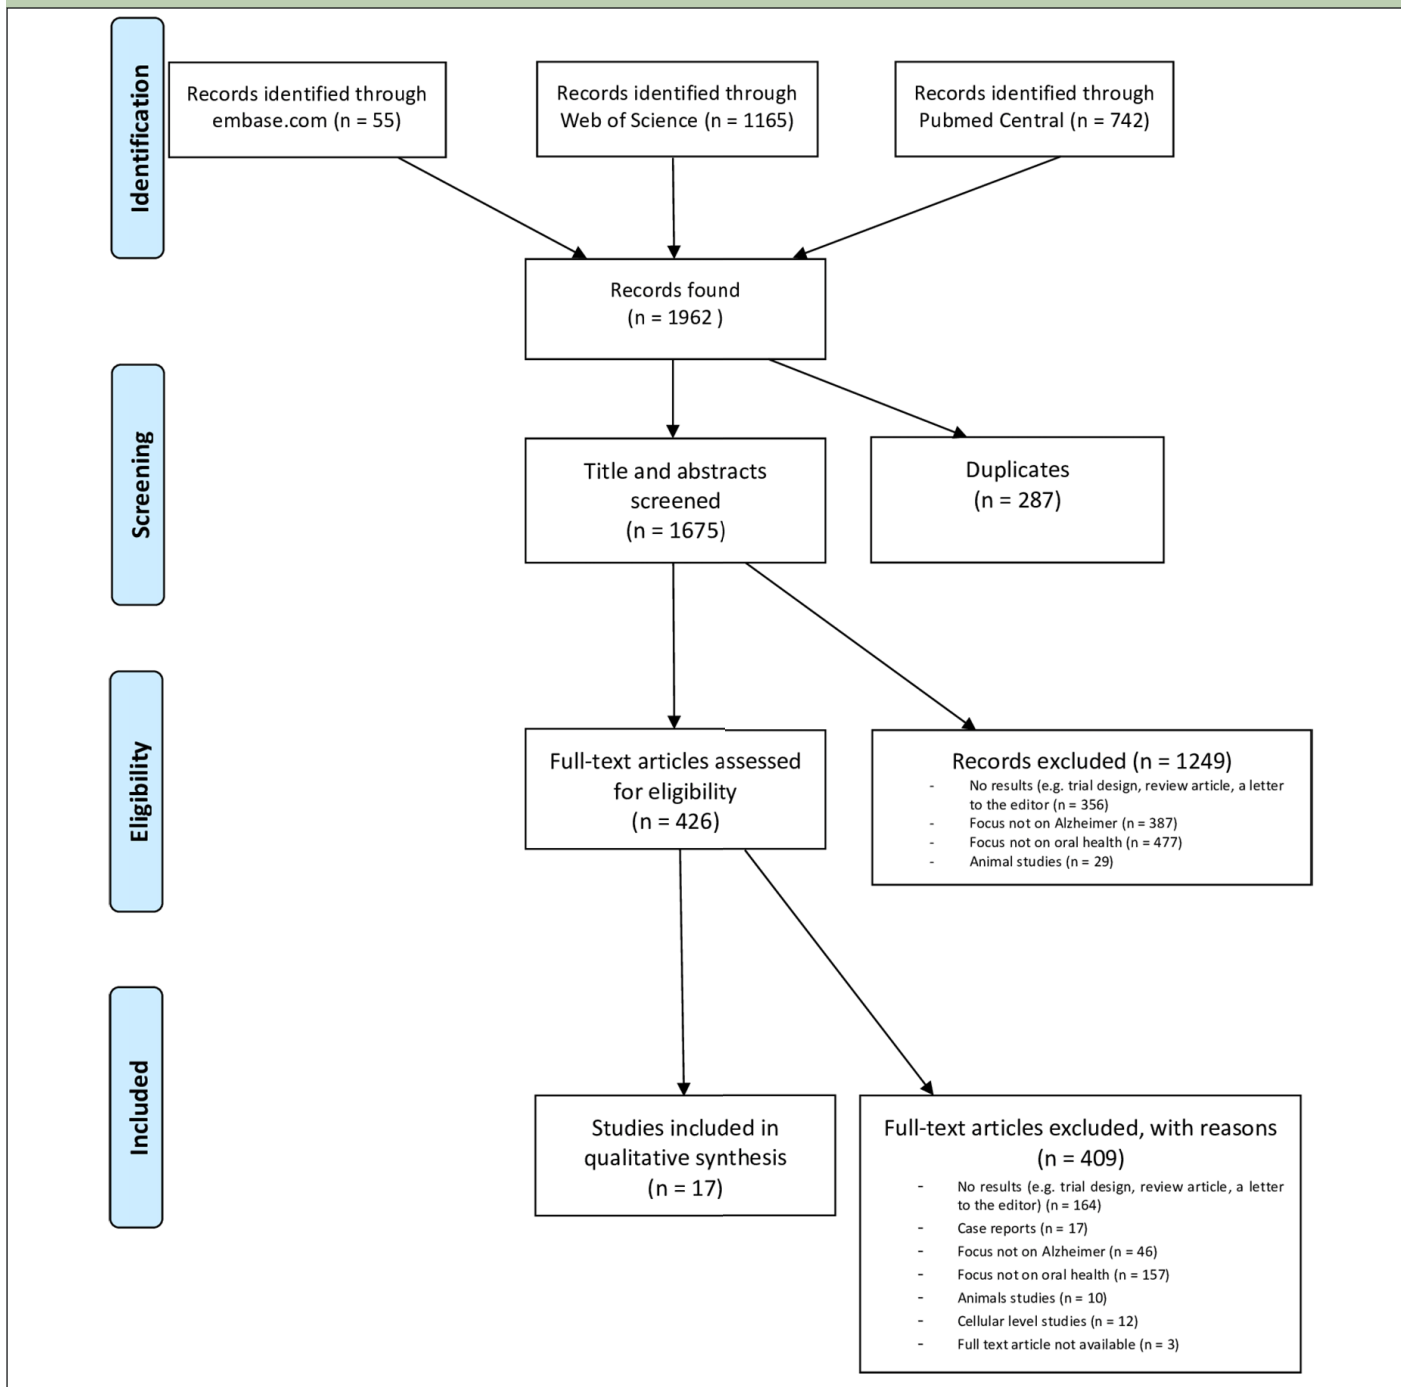 Identification
Records identified through
embase.com (n = 55)
Records identified through
Web of Science (n = 1165)
Records identified through
Pubmed Central (n = 742)
Records found
(n = 1962 )
Screening
Title and abstracts
screened
(n = 1675)
Duplicates
(n = 287)
Eligibility
Full-text articles assessed
for eligibility
(n = 426)
Records excluded (n = 1249)
- No results (e.g. trial design, review article, a letter
to the editor (n = 356)
- Focus not on Alzheimer (n = 387)
- Focus not on oral health (n = 477)
- Animal studies (n = 29)
Included
Studies included in
qualitative synthesis
(n = 17)
Full-text articles excluded, with reasons
(n = 409)
- No results (e.g. trial design, review article, a letter
to the editor) (n = 164)
- Case reports (n = 17)
- Focus not on Alzheimer (n = 46)
- Focus not on oral health (n = 157)
- Animals studies (n = 10)
- Cellular level studies (n = 12)
- Full text article not available (n = 3)